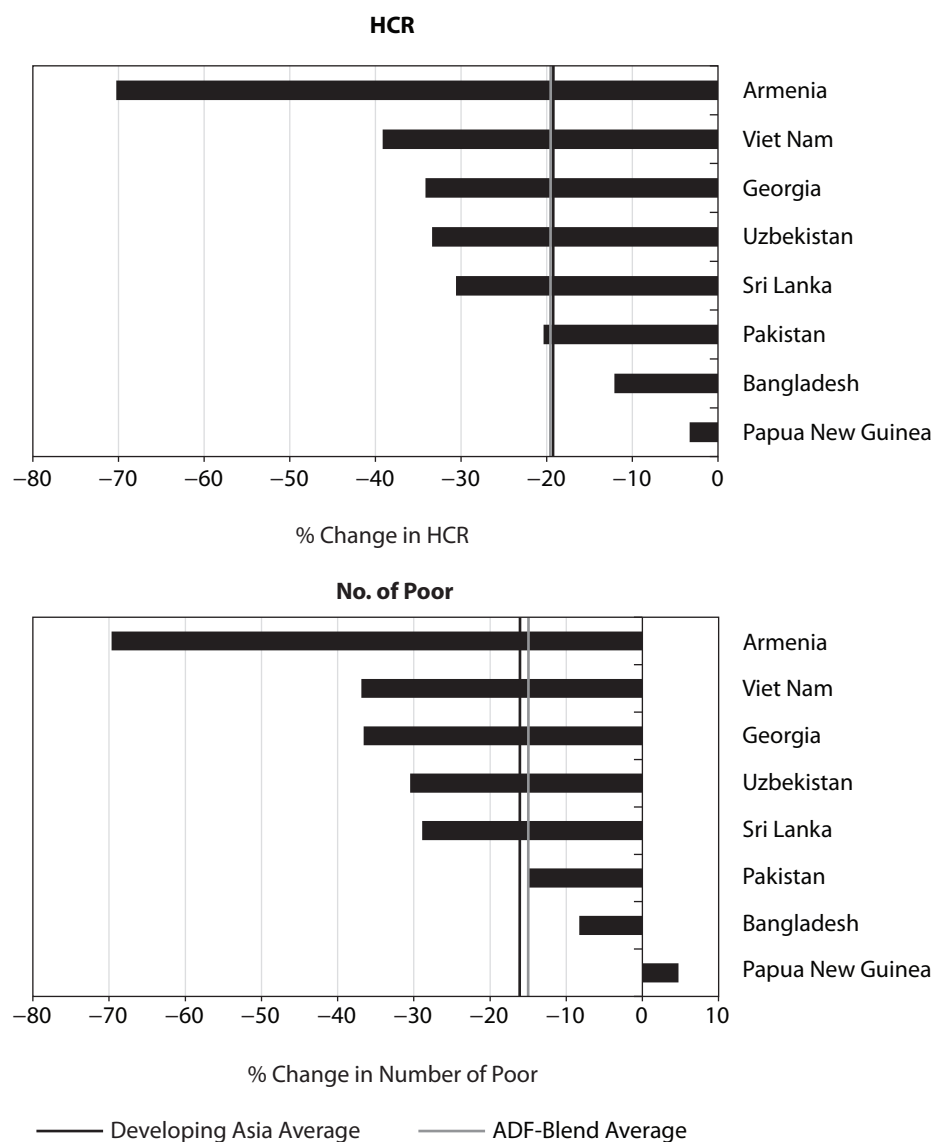 HCR
Armenia
Viet Nam
Georgia
Uzbekistan
Sri Lanka
Pakistan
Bangladesh
Papua New Guinea
−80 −70 −60 −50 −40 −30 −20 −10 0
% Change in HCR
No. of Poor
Armenia
Viet Nam
Georgia
Uzbekistan
Sri Lanka
Pakistan
Bangladesh
Papua New Guinea
−80 −70 −60 −50 −40 −30 −20 −10 0 10
% Change in Number of Poor
Developing Asia Average ADF-Blend Average